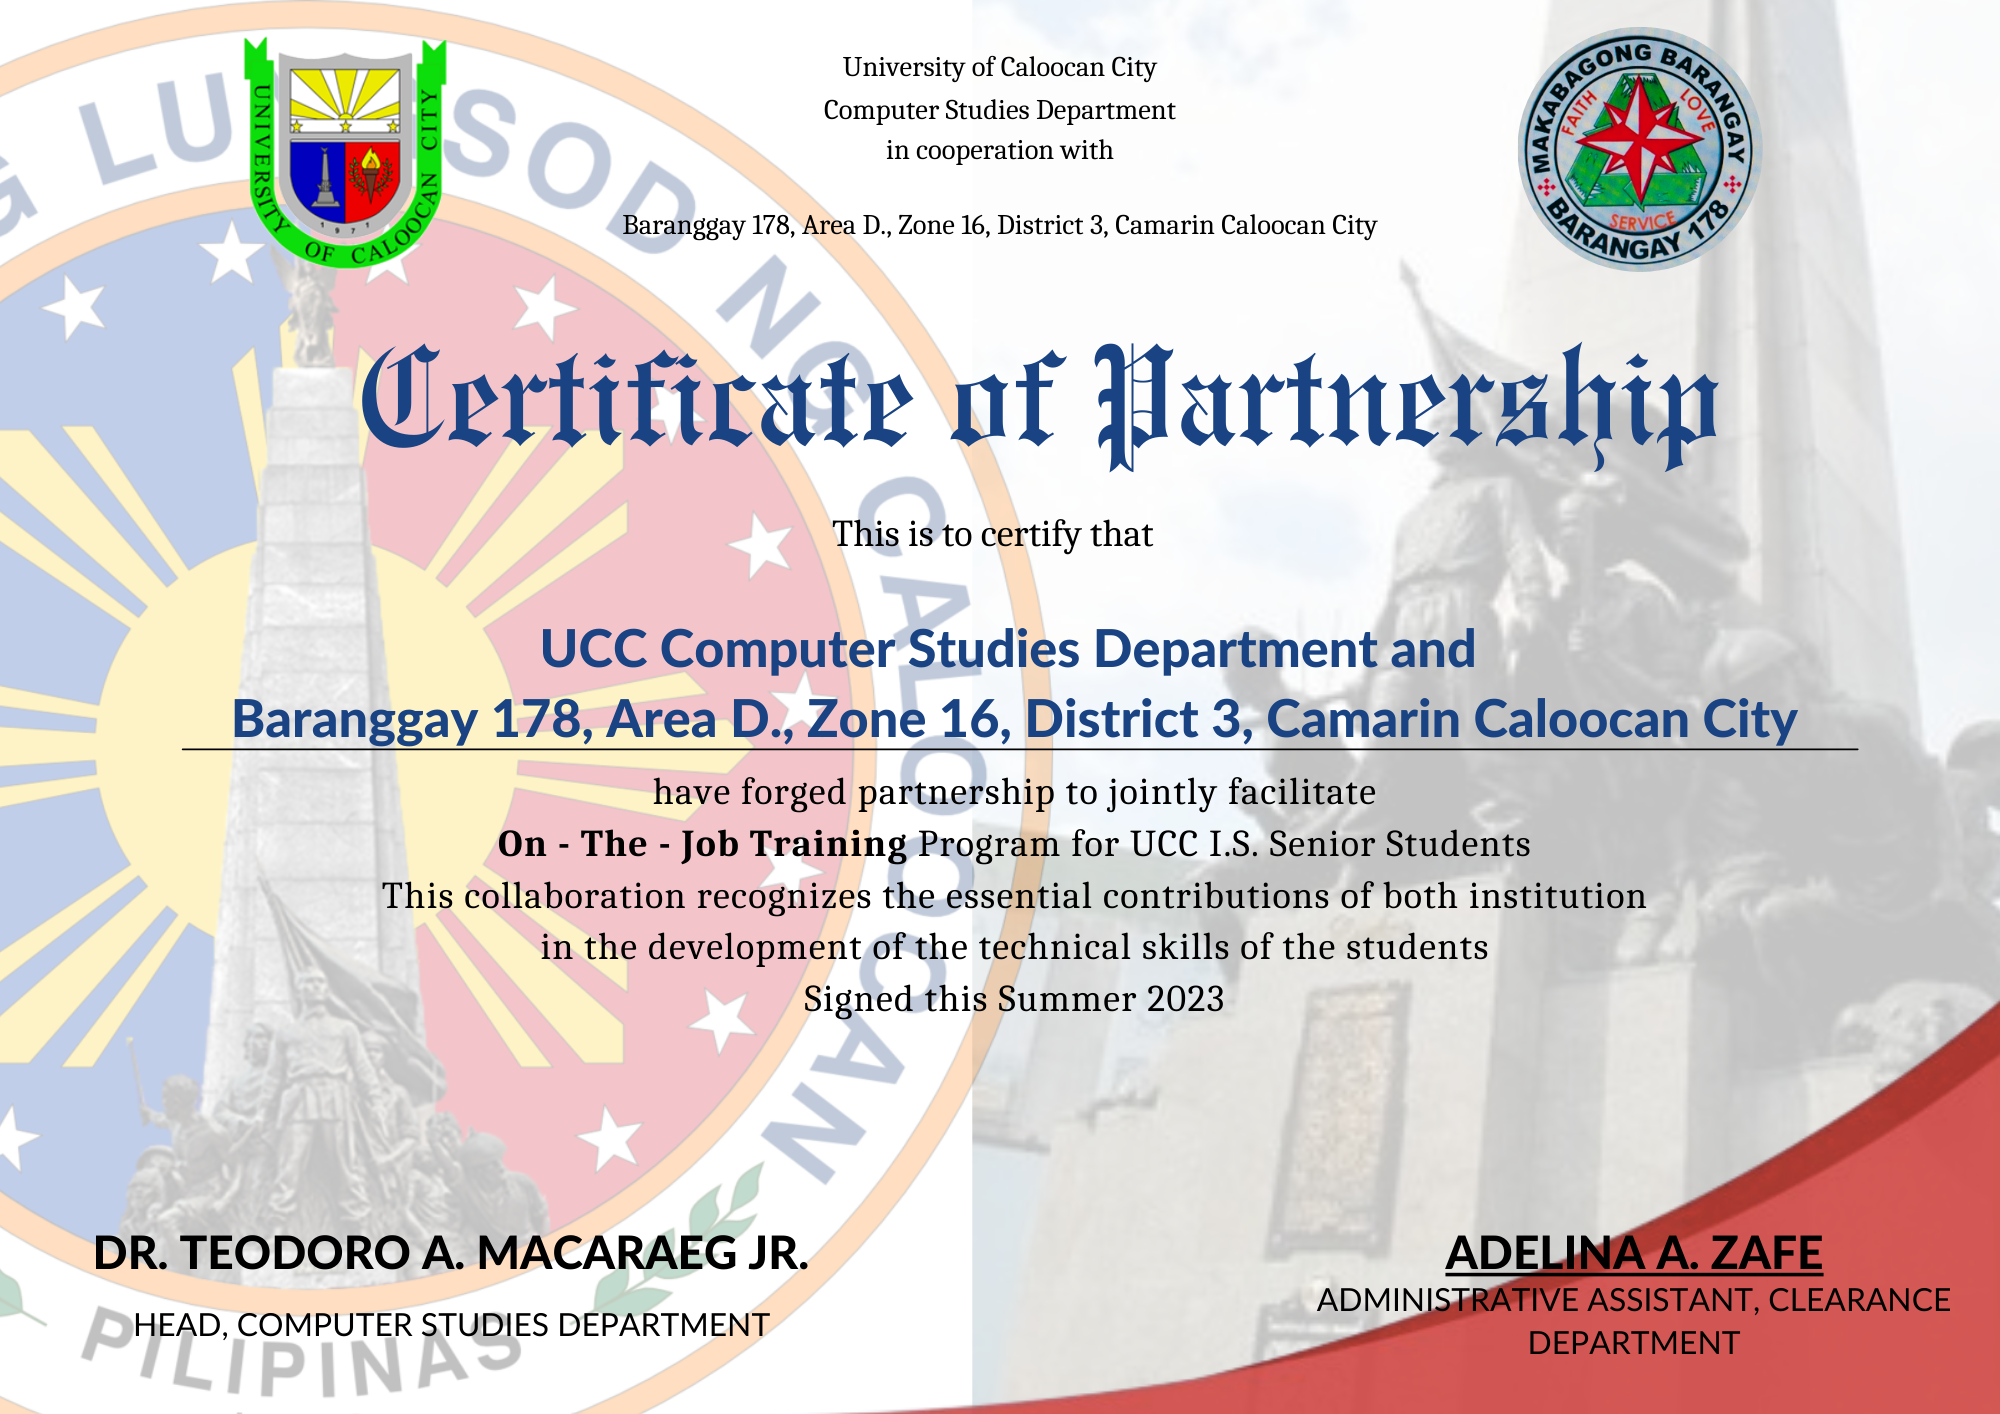 UNIVERSITY OF CALOOCAN CITY
1971
University of Caloocan City
Computer Studies Department
in cooperation with
Baranggay 178, Area D., Zone 16, District 3, Camarin Caloocan City
MAKABAGONG BARANGAY
FAITH
LOVE
SERVICE
BARANGAY 178
LUNGSOD NG CALOOCAN
Certificate of Partnership
This is to certify that
UCC Computer Studies Department and
Baranggay 178, Area D., Zone 16, District 3, Camarin Caloocan City
have forged partnership to jointly facilitate
On - The - Job Training Program for UCC I.S. Senior Students
This collaboration recognizes the essential contributions of both institution
in the development of the technical skills of the students
Signed this Summer 2023
DR. TEODORO A. MACARAEG JR.
HEAD, COMPUTER STUDIES DEPARTMENT
ADELINA A. ZAFE
ADMINISTRATIVE ASSISTANT, CLEARANCE
DEPARTMENT
PILIPINAS